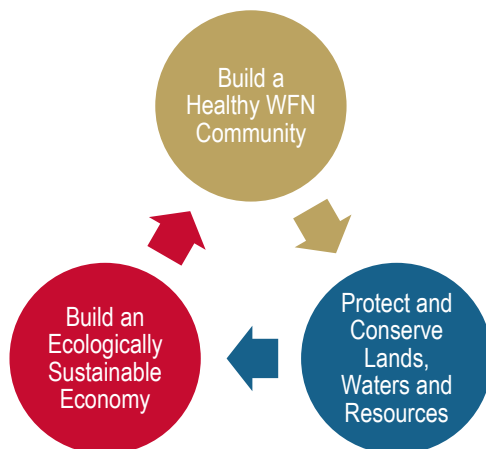 Build a
Healthy WFN
Community
Protect and
Conserve
Lands,
Waters and
Resources
Build an
Ecologically
Sustainable
Economy